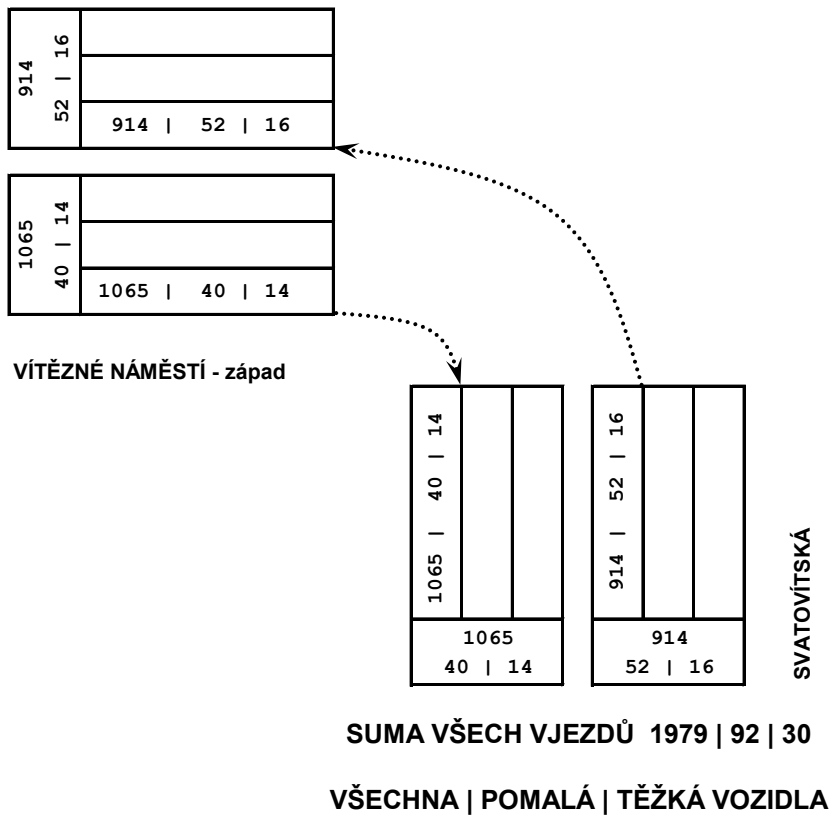 914
52 | 16
914 | 52 | 16
1065
40 | 14
1065 | 40 | 14
VÍTĚZNÉ NÁMĚSTÍ - západ
1065 | 40 | 14
914 | 52 | 16
SVATOVÍTSKÁ
1065
40 | 14
914
52 | 16
SUMA VŠECH VJEZDŮ 1979 | 92 | 30
VŠECHNA | POMALÁ | TĚŽKÁ VOZIDLA